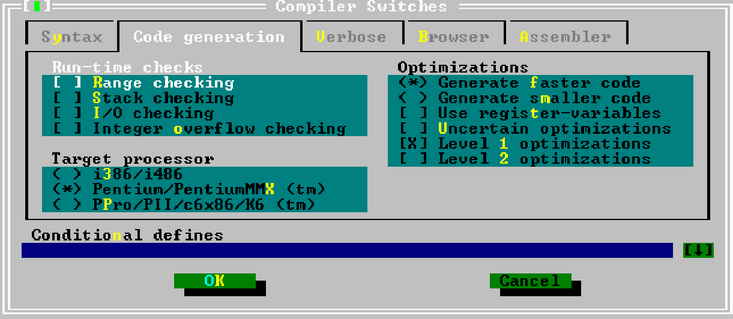 [■] Compiler Switches
Syntax Code generation Verbose Browser Assembler
Run-time checks
[ ] Range checking
[ ] Stack checking
[ ] I/O checking
[ ] Integer overflow checking
Target processor
( ) i386/i486
(*) Pentium/PentiumMMX (tm)
( ) PPro/PII/c6x86/K6 (tm)
Optimizations
(*) Generate faster code
( ) Generate smaller code
[ ] Use register-variables
[ ] Uncertain optimizations
[X] Level 1 optimizations
[ ] Level 2 optimizations
Conditional defines
[↓]
OK Cancel